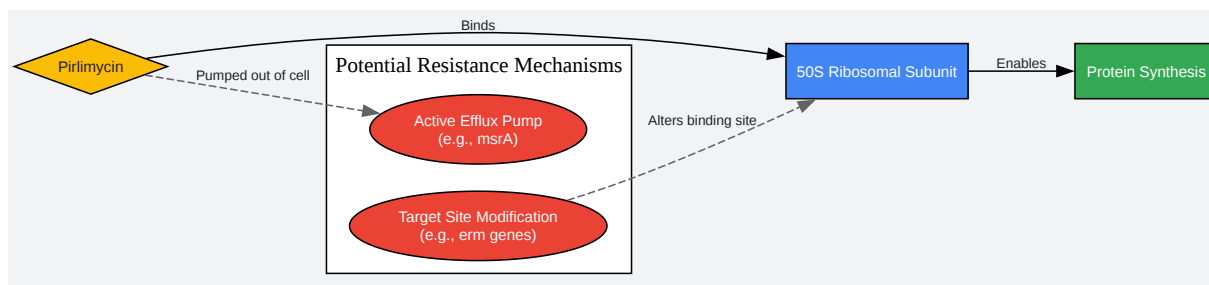 Binds
Pirlimycin
Pumped out of cell
Potential Resistance Mechanisms
Active Efflux Pump
(e.g., msrA)
Target Site Modification
(e.g., erm genes)
Alters binding site
50S Ribosomal Subunit
Enables
Protein Synthesis